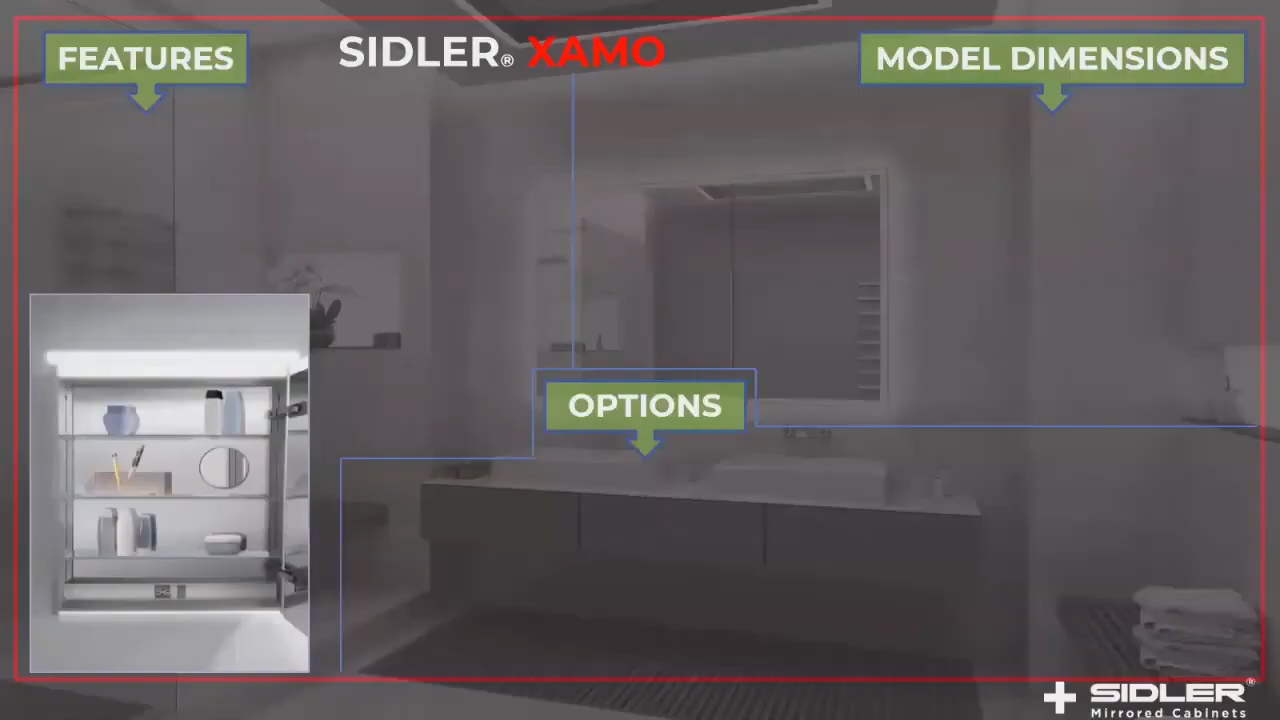 FEATURES
SIDLER® XAMO
MODEL DIMENSIONS
OPTIONS
SIDLER®
Mirrored Cabinets